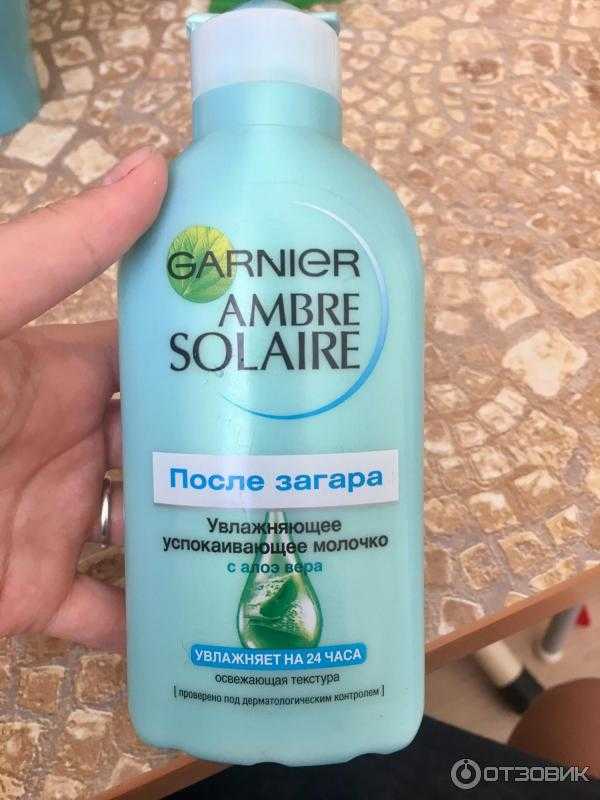 GARNIER
AMBRE
SOLAIRE
После загара
Увлажняющее
успокаивающее молочко
с алоэ вера
УВЛАЖНЯЕТ НА 24 ЧАСА
освежающая текстура
[ проверено под дерматологическим контролем ]
ОТЗОВИК